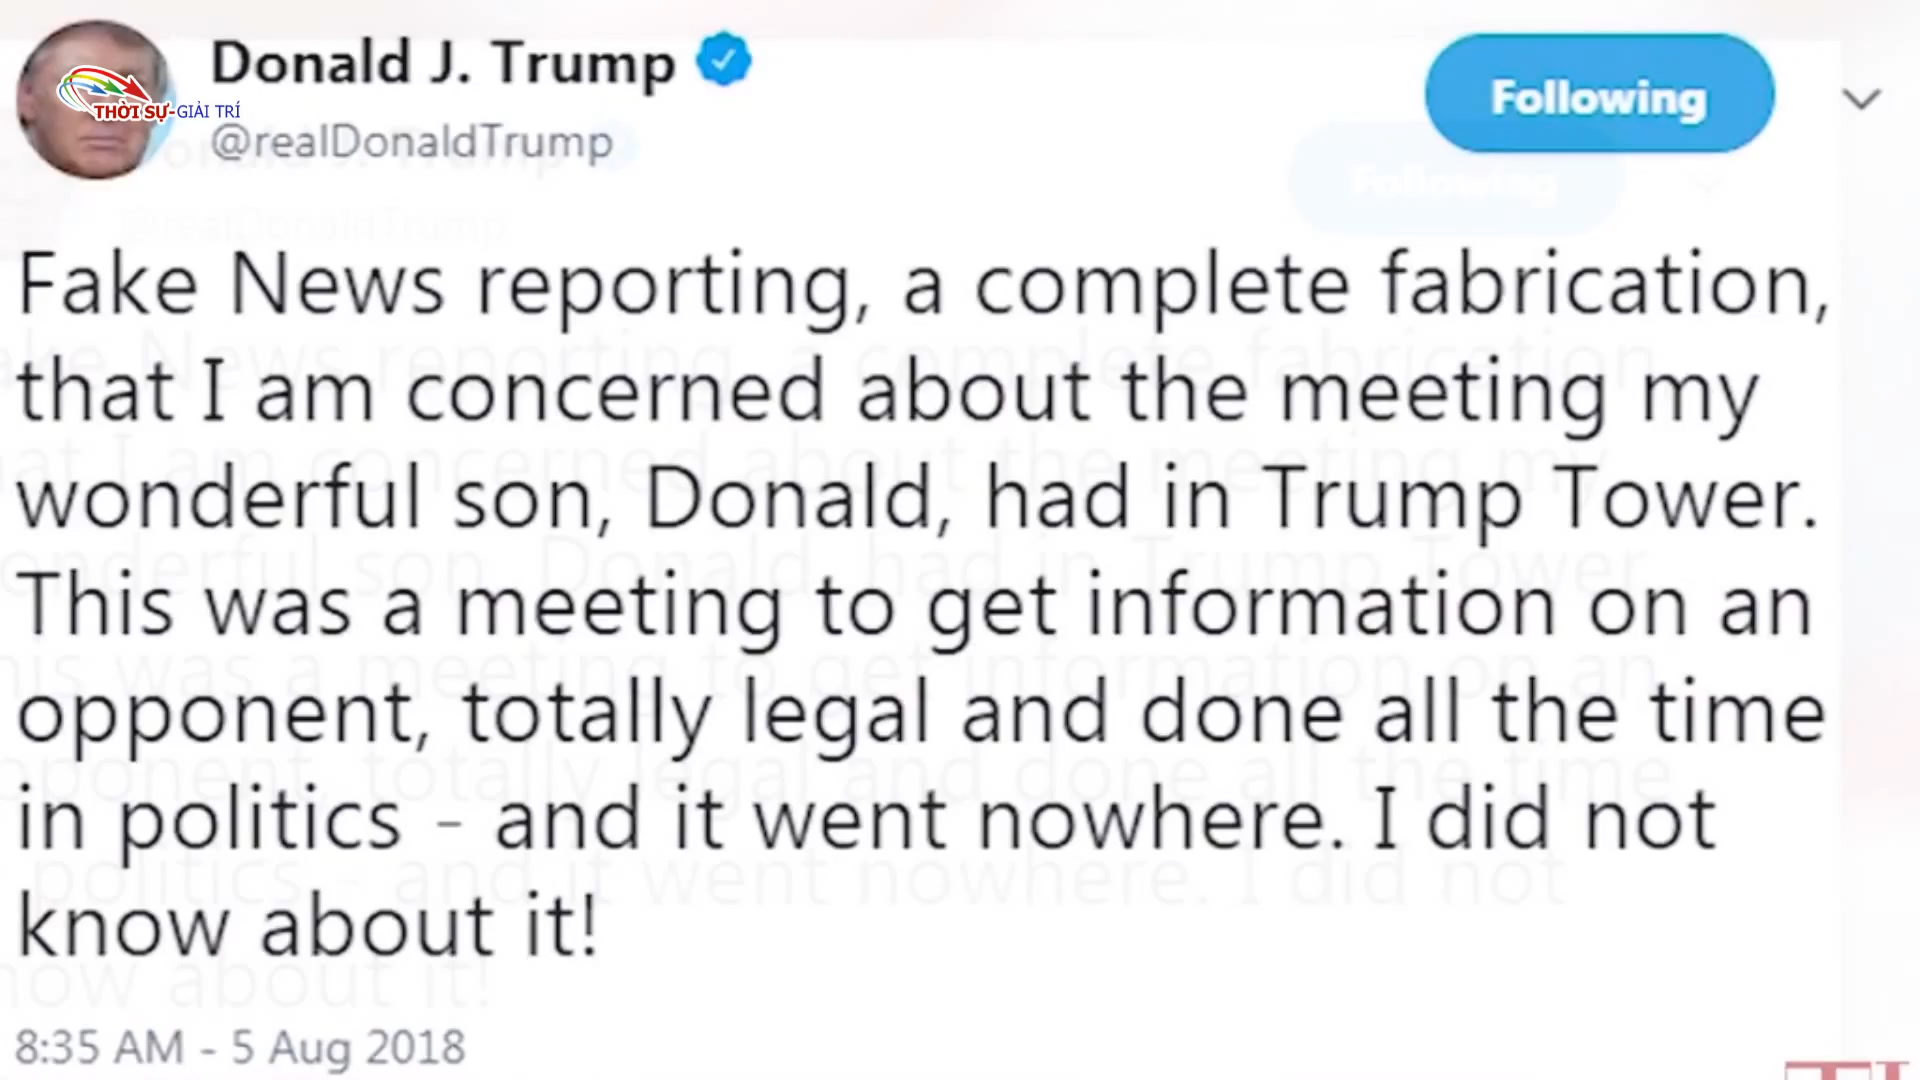 Donald J. Trump
THỜI SỰ-GIẢI TRÍ
@realDonaldTrump
Following
Fake News reporting, a complete fabrication,
that I am concerned about the meeting my
wonderful son, Donald, had in Trump Tower.
This was a meeting to get information on an
opponent, totally legal and done all the time
in politics - and it went nowhere. I did not
know about it!
8:35 AM - 5 Aug 2018